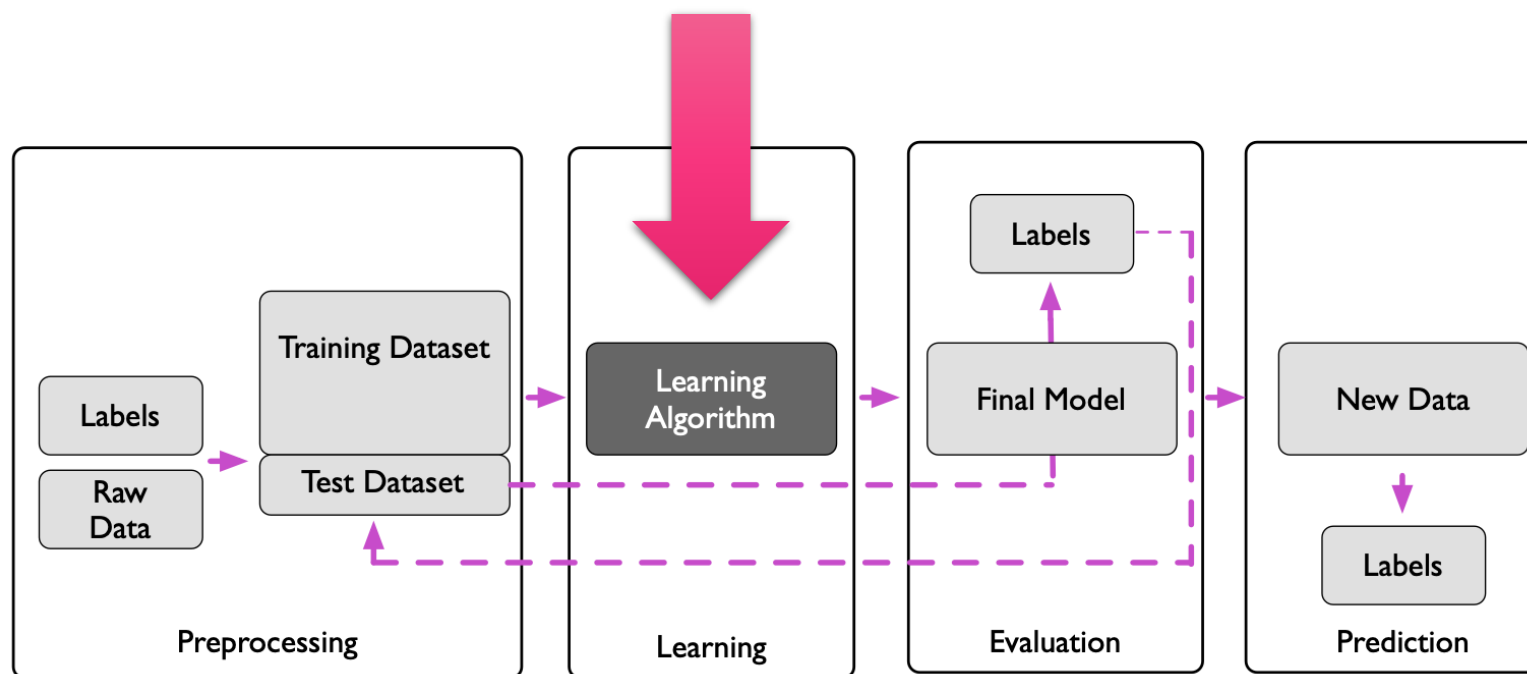 Labels
Raw
Data
Training Dataset
Test Dataset
Preprocessing
Learning
Algorithm
Learning
Labels
Final Model
Evaluation
New Data
Labels
Prediction